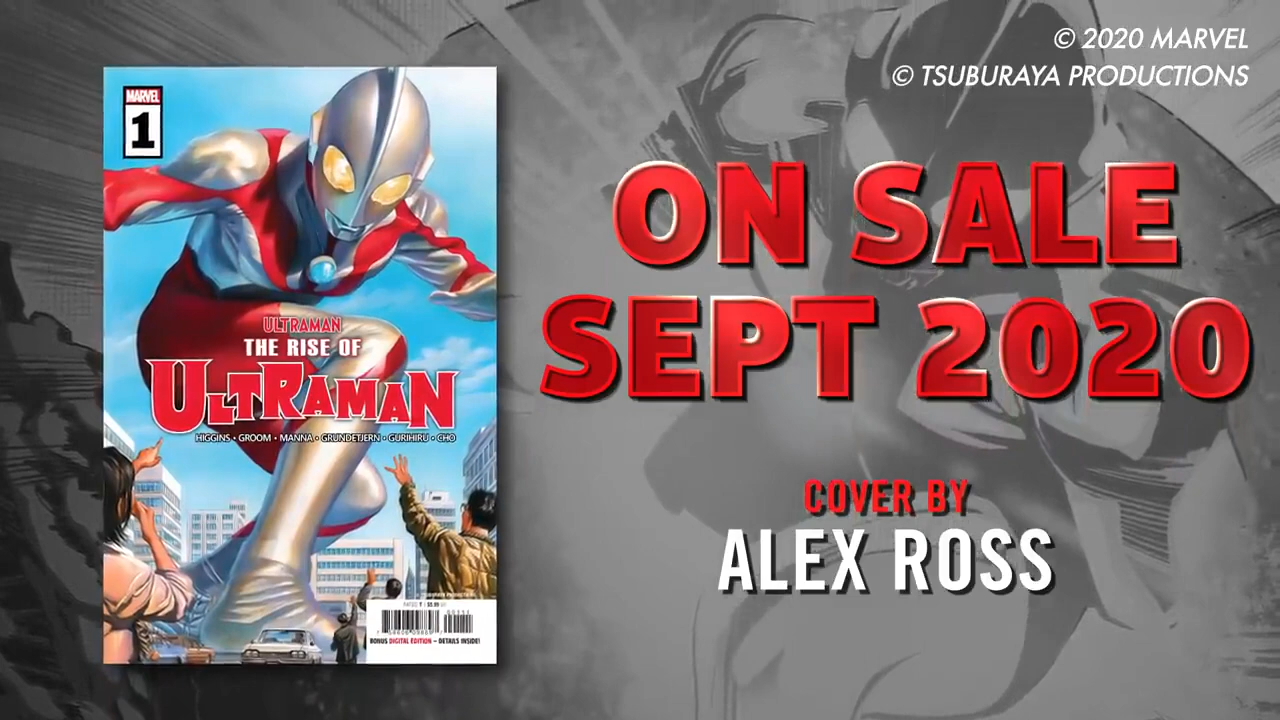 © 2020 MARVEL
© TSUBURAYA PRODUCTIONS
MARVEL
1
ULTRAMAN
THE RISE OF
ULTRAMAN
HIGGINS • GROOM • MANNA • GRUNDETJERN • GURIHIRU • CHO
BONUS DIGITAL EDITION – DETAILS INSIDE!
ON SALE
SEPT 2020
COVER BY
ALEX ROSS